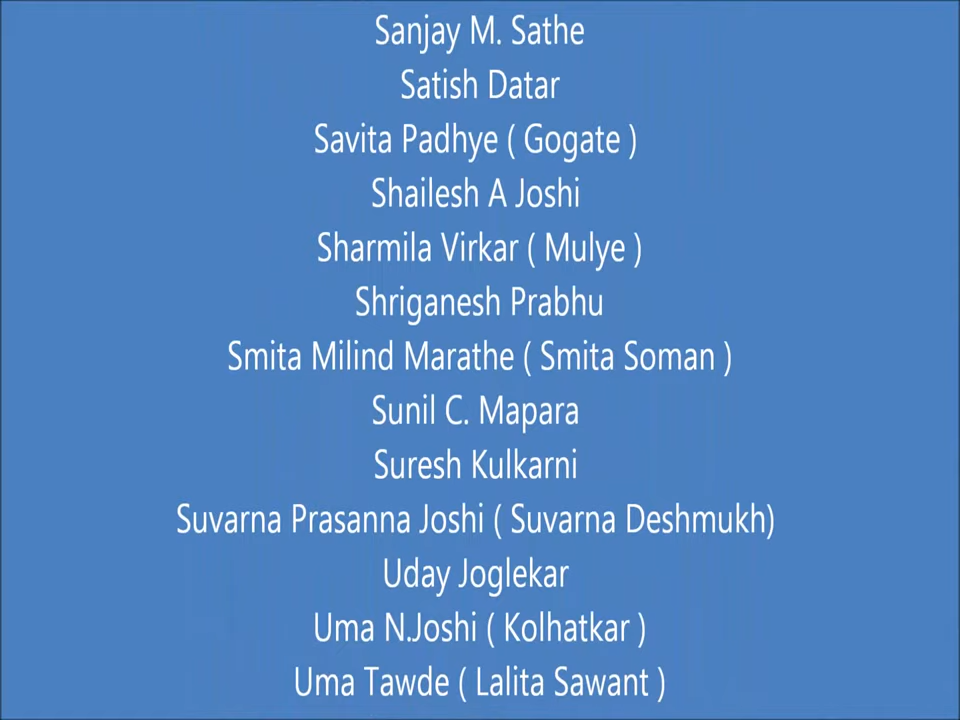 Sanjay M. Sathe
Satish Datar
Savita Padhye ( Gogate )
Shailesh A Joshi
Sharmila Virkar ( Mulye )
Shriganesh Prabhu
Smita Milind Marathe ( Smita Soman )
Sunil C. Mapara
Suresh Kulkarni
Suvarna Prasanna Joshi ( Suvarna Deshmukh)
Uday Joglekar
Uma N.Joshi ( Kolhatkar )
Uma Tawde ( Lalita Sawant )